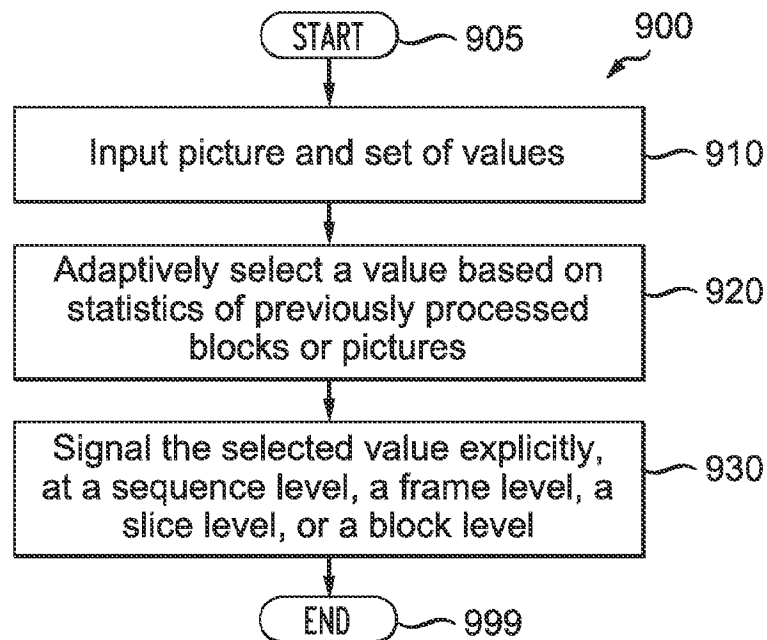 START
905
900
Input picture and set of values
910
Adaptively select a value based on
statistics of previously processed
blocks or pictures
920
Signal the selected value explicitly,
at a sequence level, a frame level, a
slice level, or a block level
930
END
999